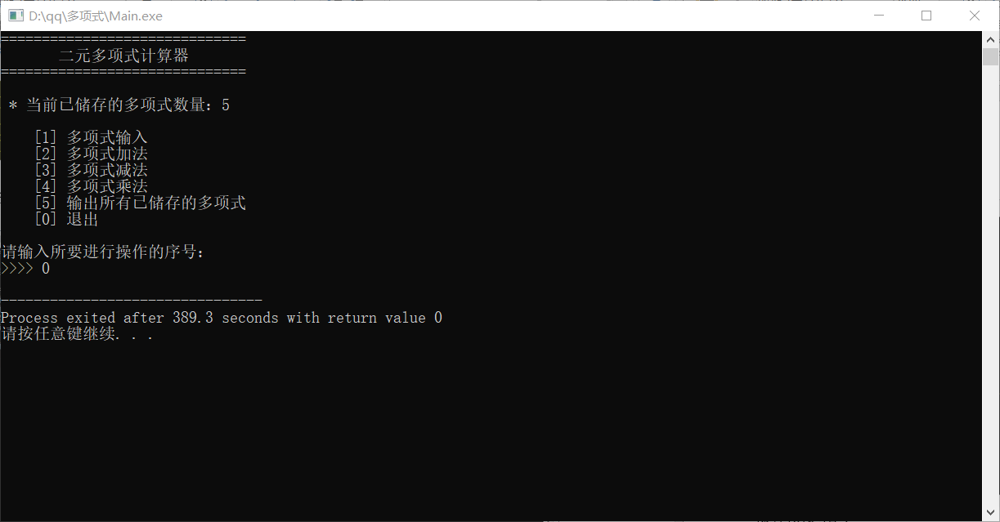 D:\qq\多项式\Main.exe
==============================
二元多项式计算器
==============================
* 当前已储存的多项式数量：5
[1] 多项式输入
[2] 多项式加法
[3] 多项式减法
[4] 多项式乘法
[5] 输出所有已储存的多项式
[0] 退出
请输入所要进行操作的序号：
>>>> 0
--------------------------------
Process exited after 389.3 seconds with return value 0
请按任意键继续. . .